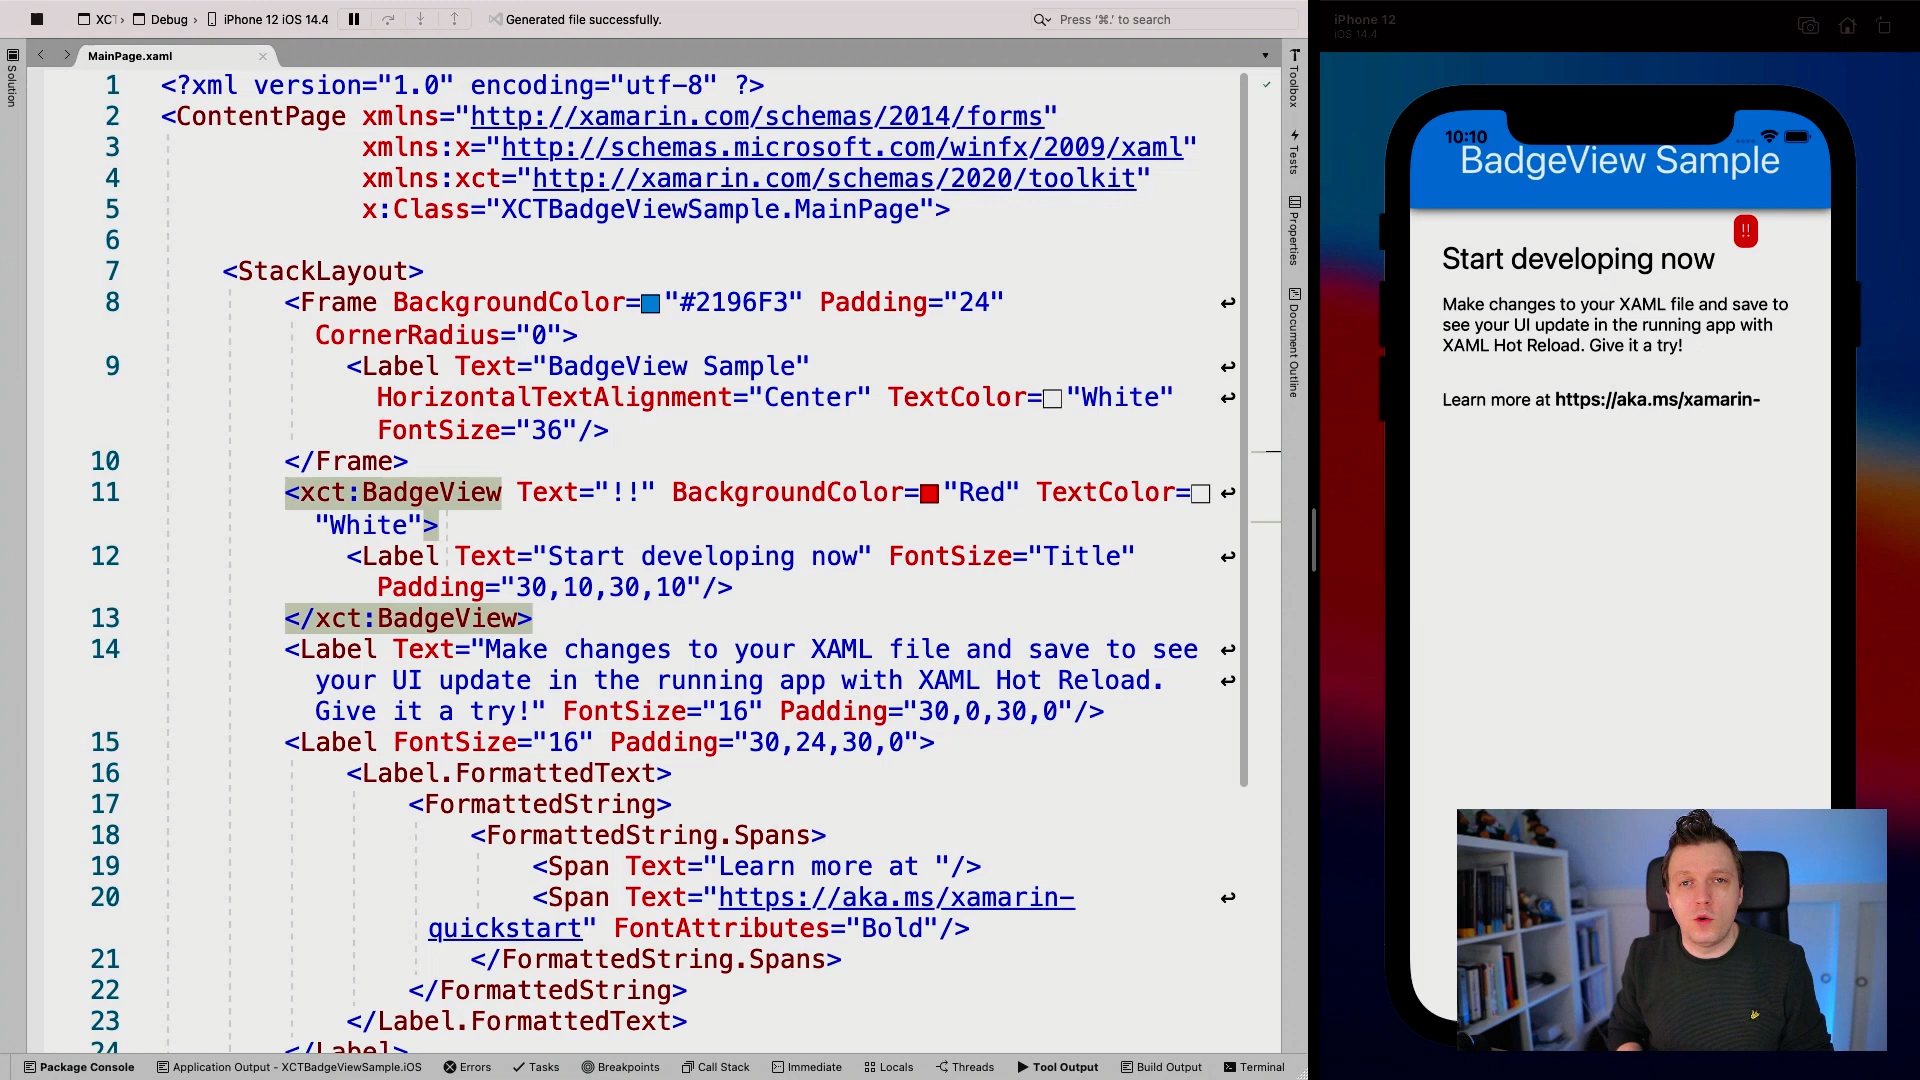 XCT › Debug › iPhone 12 iOS 14.4
Generated file successfully.
Press '⌘.' to search
iPhone 12
iOS 14.4
Solution
MainPage.xaml
Toolbox
Tests
Properties
Document Outline
1 <?xml version="1.0" encoding="utf-8" ?>
2 <ContentPage xmlns="http://xamarin.com/schemas/2014/forms"
3 xmlns:x="http://schemas.microsoft.com/winfx/2009/xaml"
4 xmlns:xct="http://xamarin.com/schemas/2020/toolkit"
5 x:Class="XCTBadgeViewSample.MainPage">
6
7 <StackLayout>
8 <Frame BackgroundColor="#2196F3" Padding="24"
CornerRadius="0">
9 <Label Text="BadgeView Sample"
HorizontalTextAlignment="Center" TextColor="White"
FontSize="36"/>
10 </Frame>
11 <xct:BadgeView Text="!!" BackgroundColor="Red" TextColor=
"White">
12 <Label Text="Start developing now" FontSize="Title"
Padding="30,10,30,10"/>
13 </xct:BadgeView>
14 <Label Text="Make changes to your XAML file and save to see
your UI update in the running app with XAML Hot Reload.
Give it a try!" FontSize="16" Padding="30,0,30,0"/>
15 <Label FontSize="16" Padding="30,24,30,0">
16 <Label.FormattedText>
17 <FormattedString>
18 <FormattedString.Spans>
19 <Span Text="Learn more at "/>
20 <Span Text="https://aka.ms/xamarin-
quickstart" FontAttributes="Bold"/>
21 </FormattedString.Spans>
22 </FormattedString>
23 </Label.FormattedText>
24 </Label>
10:10
BadgeView Sample
!!
Start developing now
Make changes to your XAML file and save to
see your UI update in the running app with
XAML Hot Reload. Give it a try!
Learn more at https://aka.ms/xamarin-
Package Console
Application Output - XCTBadgeViewSample.iOS
Errors
Tasks
Breakpoints
Call Stack
Immediate
Locals
Threads
Tool Output
Build Output
Terminal